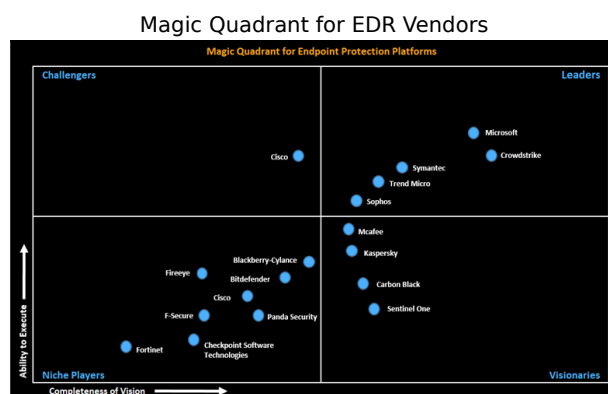 Magic Quadrant for EDR Vendors
Magic Quadrant for Endpoint Protection Platforms
Challengers
Leaders
Microsoft
Cisco
Crowdstrike
Symantec
Trend Micro
Sophos
Mcafee
Kaspersky
Blackberry-Cylance
Fireeye
Bitdefender
Carbon Black
Cisco
Sentinel One
F-Secure
Panda Security
Checkpoint Software
Technologies
Fortinet
Ability to Execute
Niche Players
Visionaries
Completeness of Vision